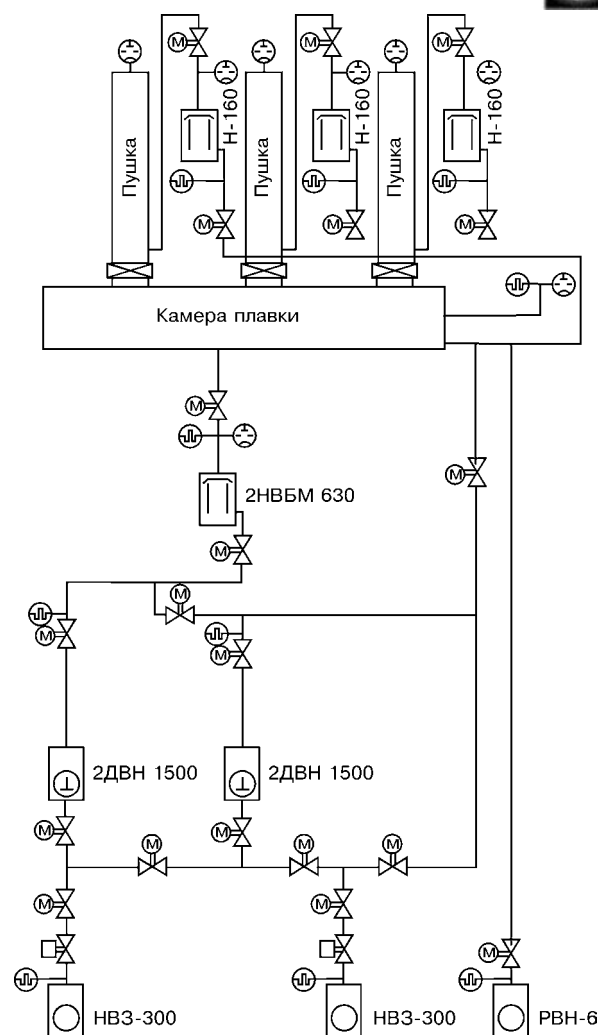 М
М
М
Пушка
Н-160
Пушка
Н-160
Пушка
Н-160
М
М
М
Камера плавки
М
М
2НВБМ 630
М
М
М
М
2ДВН 1500
2ДВН 1500
М
М
М
М
М
М
М
М
НВЗ-300
НВЗ-300
РВН-6